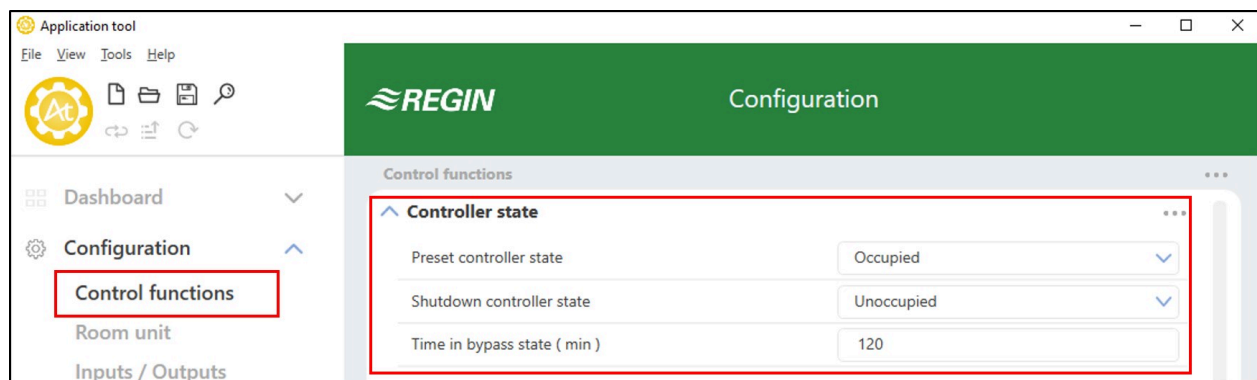 Application tool
File View Tools Help
At
REGIN
Configuration
Dashboard
Configuration
Control functions
Room unit
Inputs / Outputs
Control functions
Controller state
Preset controller state Occupied
Shutdown controller state Unoccupied
Time in bypass state ( min ) 120